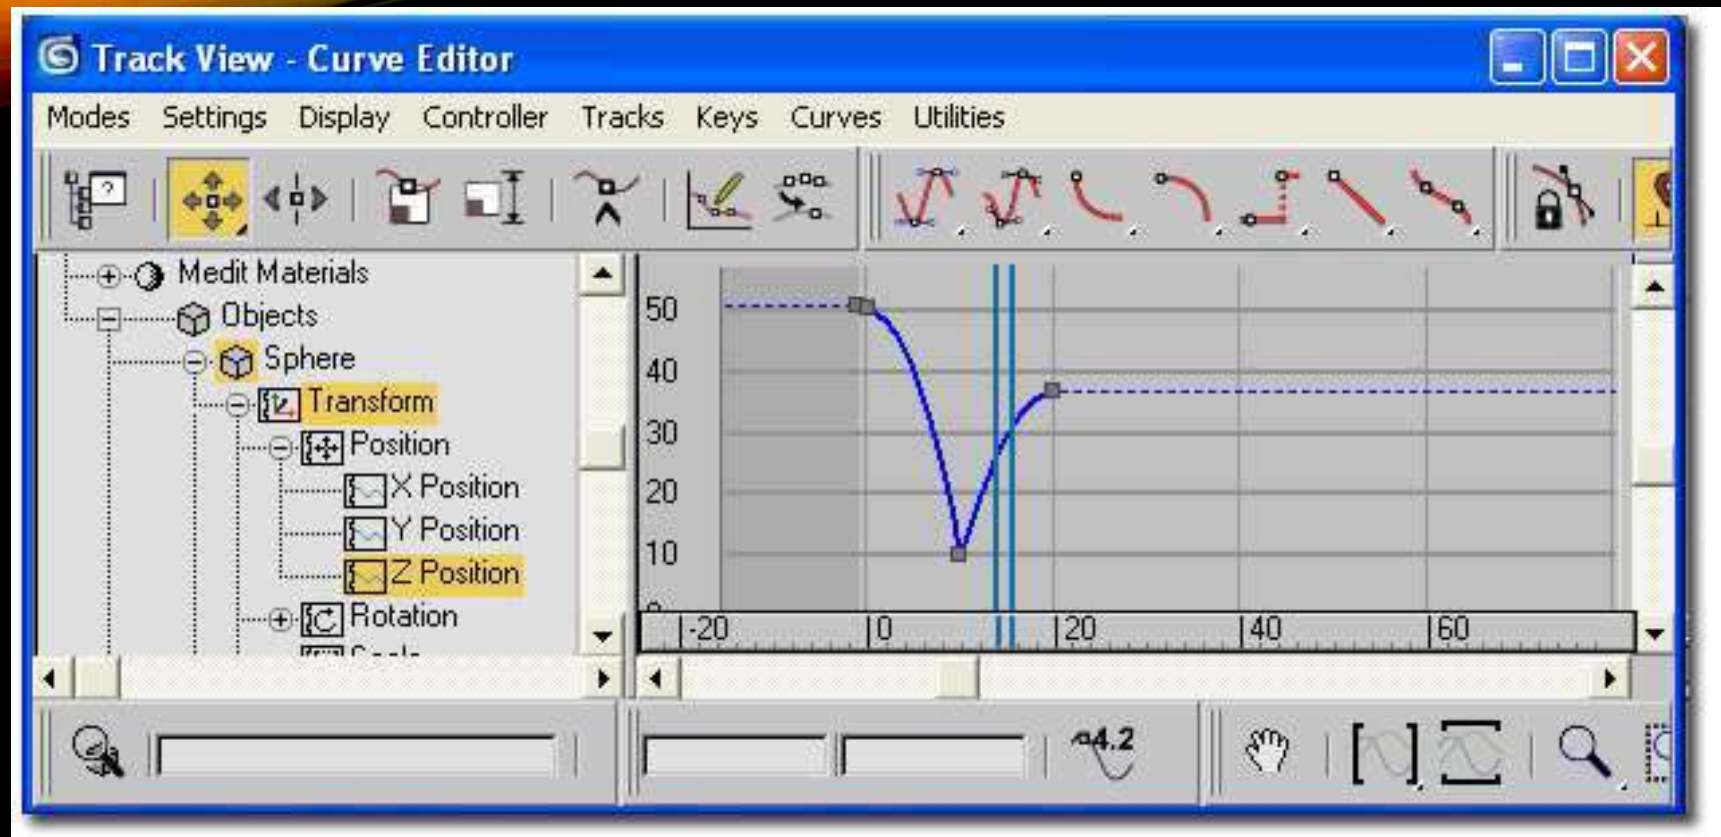 Track View - Curve Editor
Modes Settings Display Controller Tracks Keys Curves Utilities
?
Medit Materials
Objects
Sphere
Transform
Position
X Position
Y Position
Z Position
Rotation
50
40
30
20
10
-20 0 20 40 60
4.2